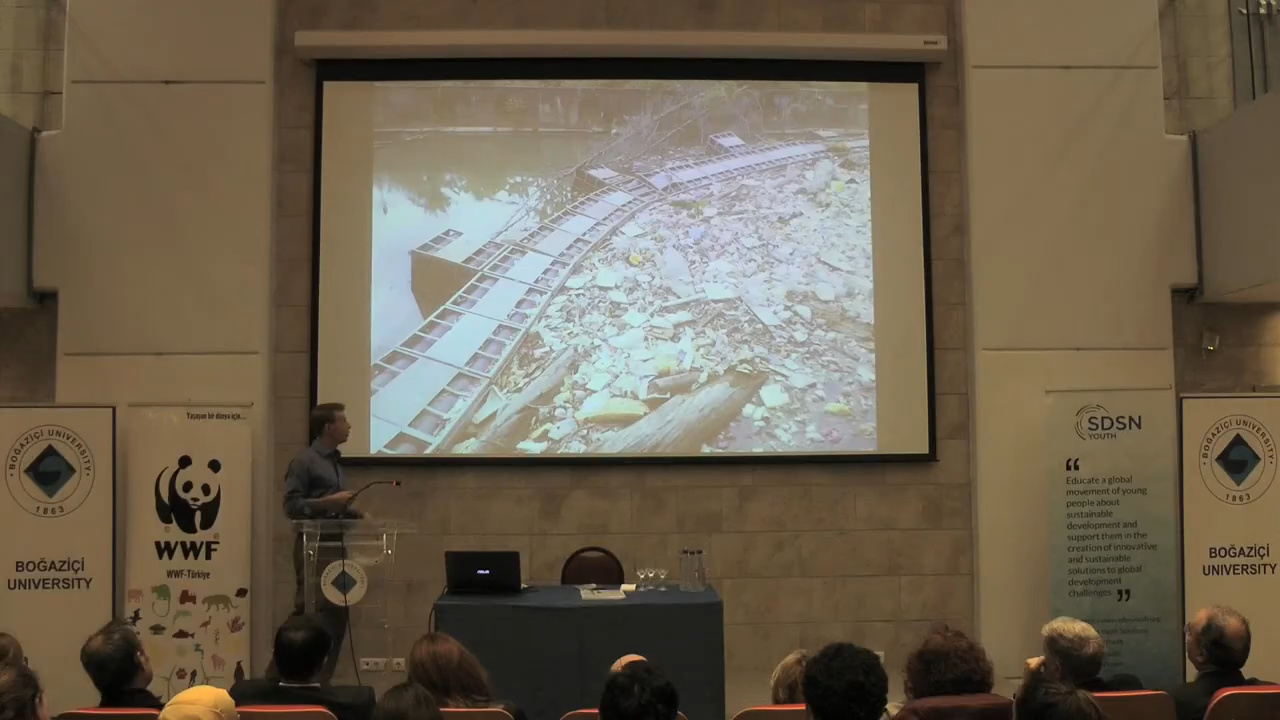 BOĞAZİÇİ UNIVERSITY
1863
BOĞAZİÇİ
UNIVERSITY
Yaşayan bir dünya için...
WWF
WWF-Türkiye
ASUS
SDSN
YOUTH
“
Educate a global
movement of young
people about
sustainable
development and
support them in the
creation of innovative
and sustainable
solutions to global
development
challenges ”
BOĞAZİÇİ UNIVERSITY
1863
BOĞAZİÇİ
UNIVERSITY